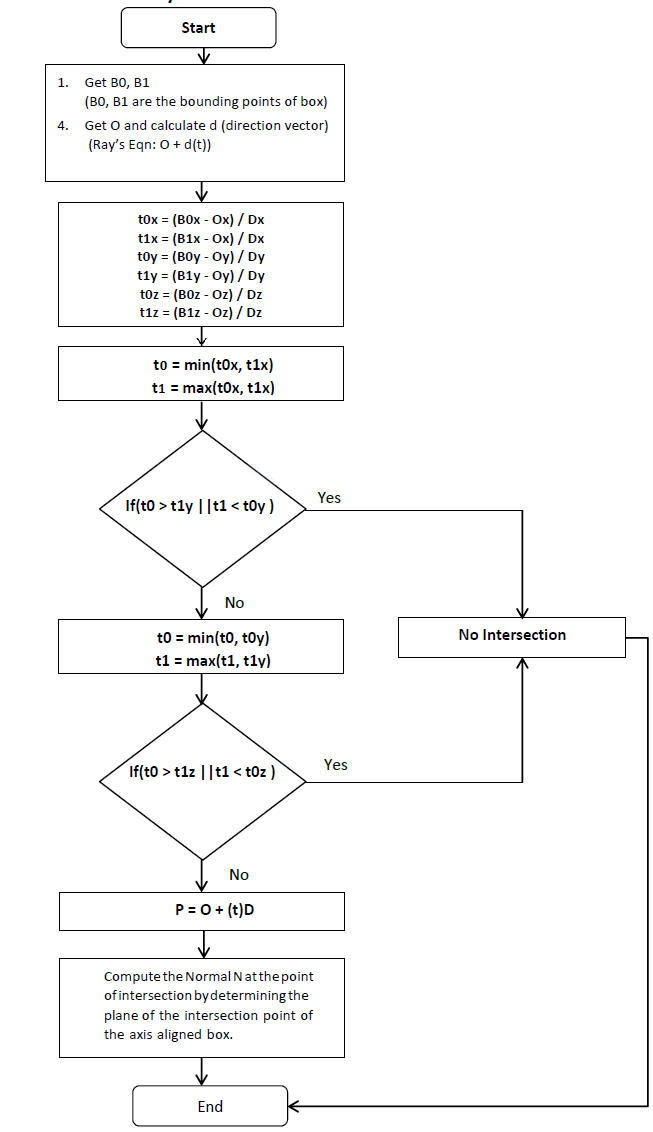 Start
1. Get B0, B1
(B0, B1 are the bounding points of box)
4. Get O and calculate d (direction vector)
(Ray's Eqn: O + d(t))
t0x = (B0x - Ox) / Dx
t1x = (B1x - Ox) / Dx
t0y = (B0y - Oy) / Dy
t1y = (B1y - Oy) / Dy
t0z = (B0z - Oz) / Dz
t1z = (B1z - Oz) / Dz
t0 = min(t0x, t1x)
t1 = max(t0x, t1x)
If(t0 > t1y ||t1 < t0y )
Yes
No
t0 = min(t0, t0y)
t1 = max(t1, t1y)
No Intersection
If(t0 > t1z ||t1 < t0z )
Yes
No
P = O + (t)D
Compute the Normal N at the point
of intersection by determining the
plane of the intersection point of
the axis aligned box.
End